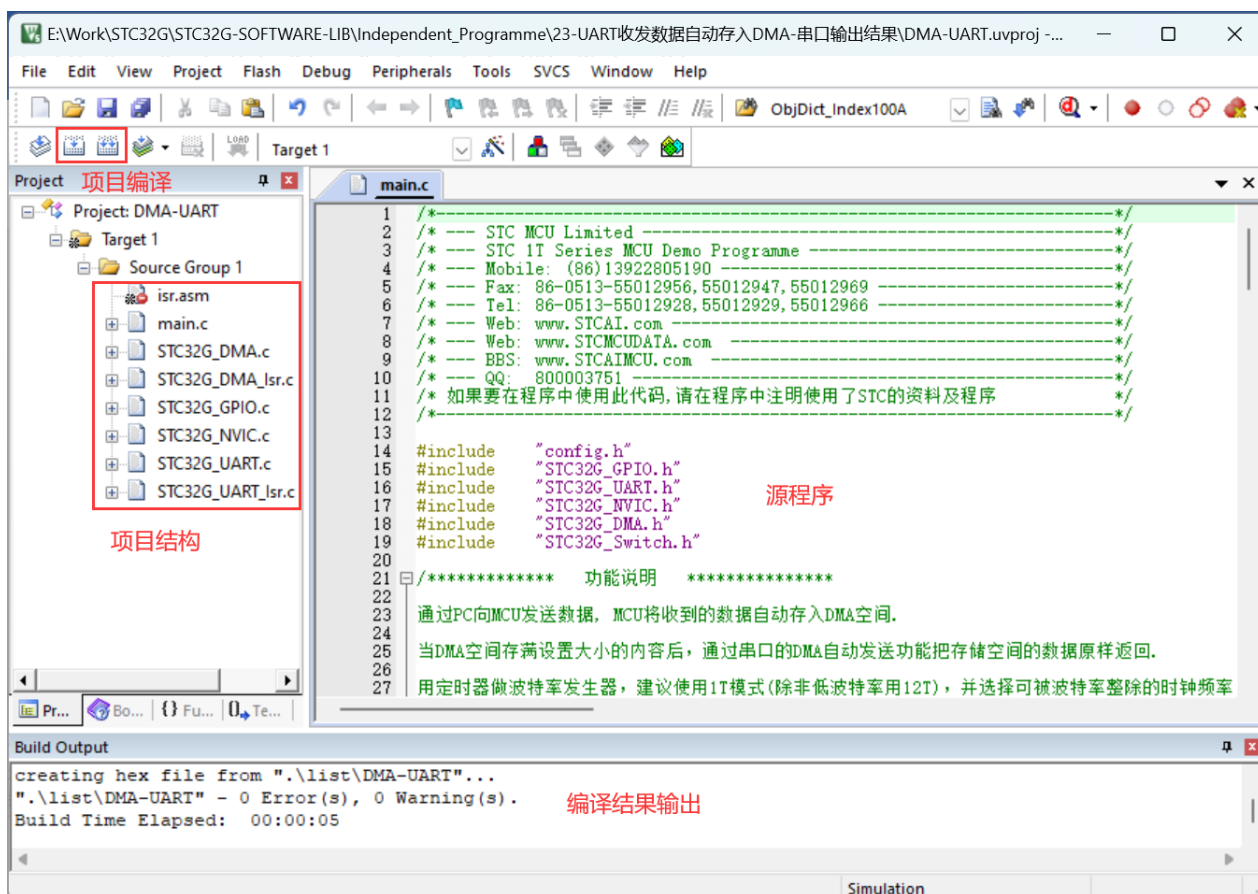 E:\Work\STC32G\STC32G-SOFTWARE-LIB\Independent_Programme\23-UART收发数据自动存入DMA-串口输出结果\DMA-UART.uvproj -...
File Edit View Project Flash Debug Peripherals Tools SVCS Window Help
ObjDict_Index100A
LOAD Target 1
Project 项目编译
main.c
Project: DMA-UART
Target 1
Source Group 1
isr.asm
main.c
STC32G_DMA.c
STC32G_DMA_Isr.c
STC32G_GPIO.c
STC32G_NVIC.c
STC32G_UART.c
STC32G_UART_Isr.c
项目结构
1 /*---------------------------------------------------------------------*/
2 /* --- STC MCU Limited ------------------------------------------------*/
3 /* --- STC 1T Series MCU Demo Programme -------------------------------*/
4 /* --- Mobile: (86)13922805190 ----------------------------------------*/
5 /* --- Fax: 86-0513-55012956,55012947,55012969 ------------------------*/
6 /* --- Tel: 86-0513-55012928,55012929,55012966 ------------------------*/
7 /* --- Web: www.STCAI.com ---------------------------------------------*/
8 /* --- Web: www.STCMCUDATA.com ---------------------------------------*/
9 /* --- BBS: www.STCAIMCU.com -----------------------------------------*/
10 /* --- QQ: 800003751 -------------------------------------------------*/
11 /* 如果要在程序中使用此代码,请在程序中注明使用了STC的资料及程序 */
12 /*---------------------------------------------------------------------*/
13
14 #include "config.h"
15 #include "STC32G_GPIO.h"
16 #include "STC32G_UART.h"
17 #include "STC32G_NVIC.h"
18 #include "STC32G_DMA.h"
19 #include "STC32G_Switch.h"
源程序
20
21 /************* 功能说明 ***************
22
23 通过PC向MCU发送数据, MCU将收到的数据自动存入DMA空间.
24
25 当DMA空间存满设置大小的内容后，通过串口的DMA自动发送功能把存储空间的数据原样返回.
26
27 用定时器做波特率发生器，建议使用1T模式(除非低波特率用12T)，并选择可被波特率整除的时钟频率
Pr... Bo... {} Fu... Te...
Build Output
creating hex file from ".\list\DMA-UART"...
".\list\DMA-UART" - 0 Error(s), 0 Warning(s).
Build Time Elapsed: 00:00:05
编译结果输出
Simulation